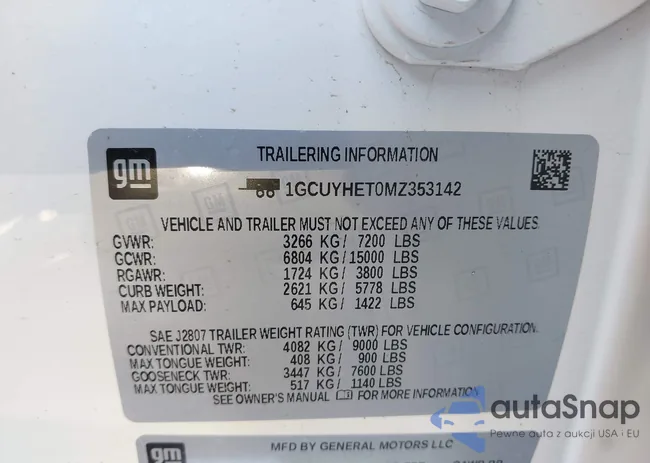 gm
TRAILERING INFORMATION
1GCUYHET0MZ353142
VEHICLE AND TRAILER MUST NOT EXCEED ANY OF THESE VALUES.
GVWR: 3266 KG / 7200 LBS
GCWR: 6804 KG / 15000 LBS
RGAWR: 1724 KG / 3800 LBS
CURB WEIGHT: 2621 KG / 5778 LBS
MAX PAYLOAD: 645 KG / 1422 LBS
SAE J2807 TRAILER WEIGHT RATING (TWR) FOR VEHICLE CONFIGURATION.
CONVENTIONAL TWR: 4082 KG / 9000 LBS
MAX TONGUE WEIGHT: 408 KG / 900 LBS
GOOSENECK TWR: 3447 KG / 7600 LBS
MAX TONGUE WEIGHT: 517 KG / 1140 LBS
SEE OWNER'S MANUAL FOR MORE INFORMATION.
gm
MFD BY GENERAL MOTORS LLC
autoSnap
Pewne auta z aukcji USA i EU